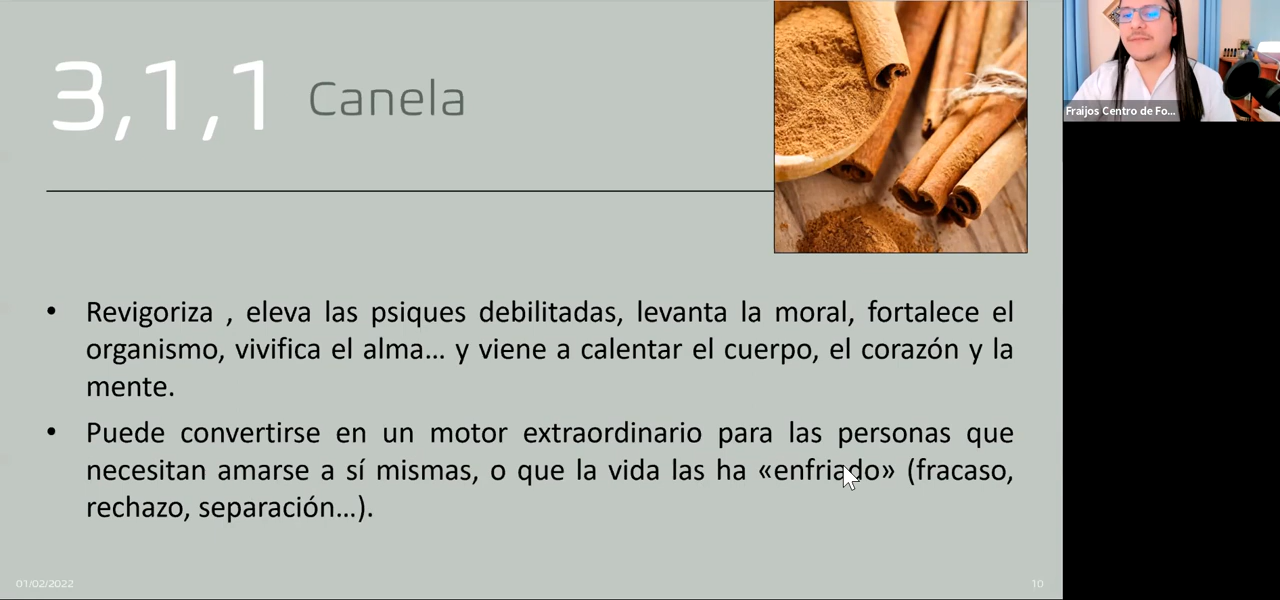 3,1,1 Canela
Fraijos Centro de Fo...
• Revigoriza , eleva las psiques debilitadas, levanta la moral, fortalece el
organismo, vivifica el alma... y viene a calentar el cuerpo, el corazón y la
mente.
• Puede convertirse en un motor extraordinario para las personas que
necesitan amarse a sí mismas, o que la vida las ha «enfriado» (fracaso,
rechazo, separación...).
01/02/2022
10